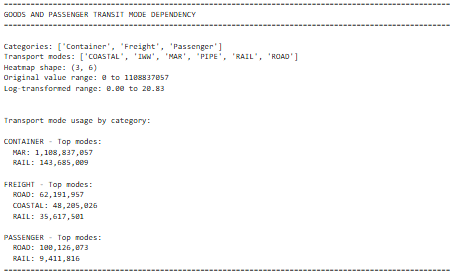 ================================================================================
GOODS AND PASSENGER TRANSIT MODE DEPENDENCY
================================================================================
Categories: ['Container', 'Freight', 'Passenger']
Transport modes: ['COASTAL', 'IWW', 'MAR', 'PIPE', 'RAIL', 'ROAD']
Heatmap shape: (3, 6)
Original value range: 0 to 1108837057
Log-transformed range: 0.00 to 20.83
Transport mode usage by category:
CONTAINER - Top modes:
MAR: 1,108,837,057
RAIL: 143,685,009
FREIGHT - Top modes:
ROAD: 62,191,957
COASTAL: 48,205,026
RAIL: 35,617,501
PASSENGER - Top modes:
ROAD: 100,126,073
RAIL: 9,411,816
================================================================================